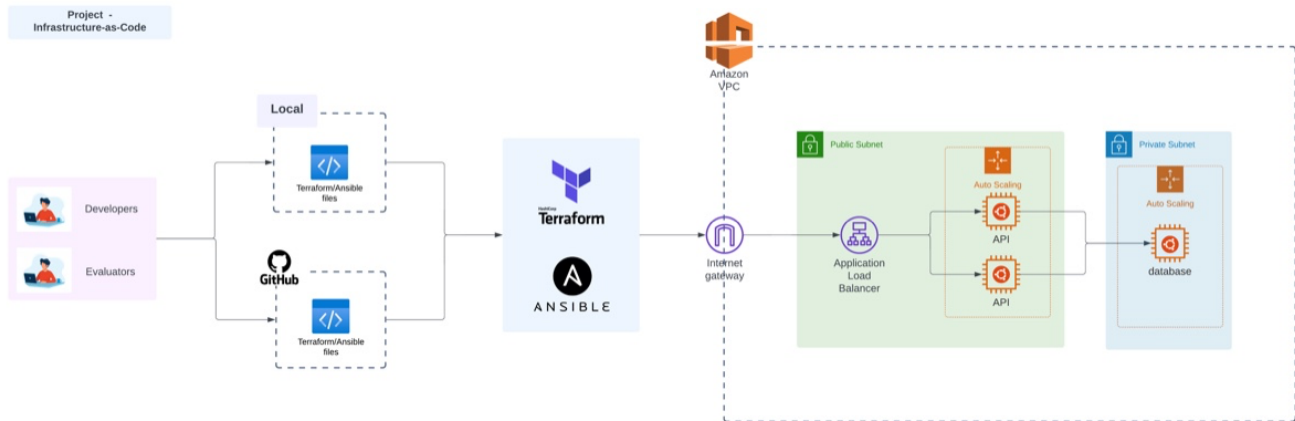 Project -
Infrastructure-as-Code
Amazon
VPC
Local
Terraform/Ansible
files
Developers
Evaluators
GitHub
Terraform/Ansible
files
HashiCorp
Terraform
ANSIBLE
Internet
gateway
Public Subnet
Application
Load
Balancer
Auto Scaling
API
API
Private Subnet
Auto Scaling
database